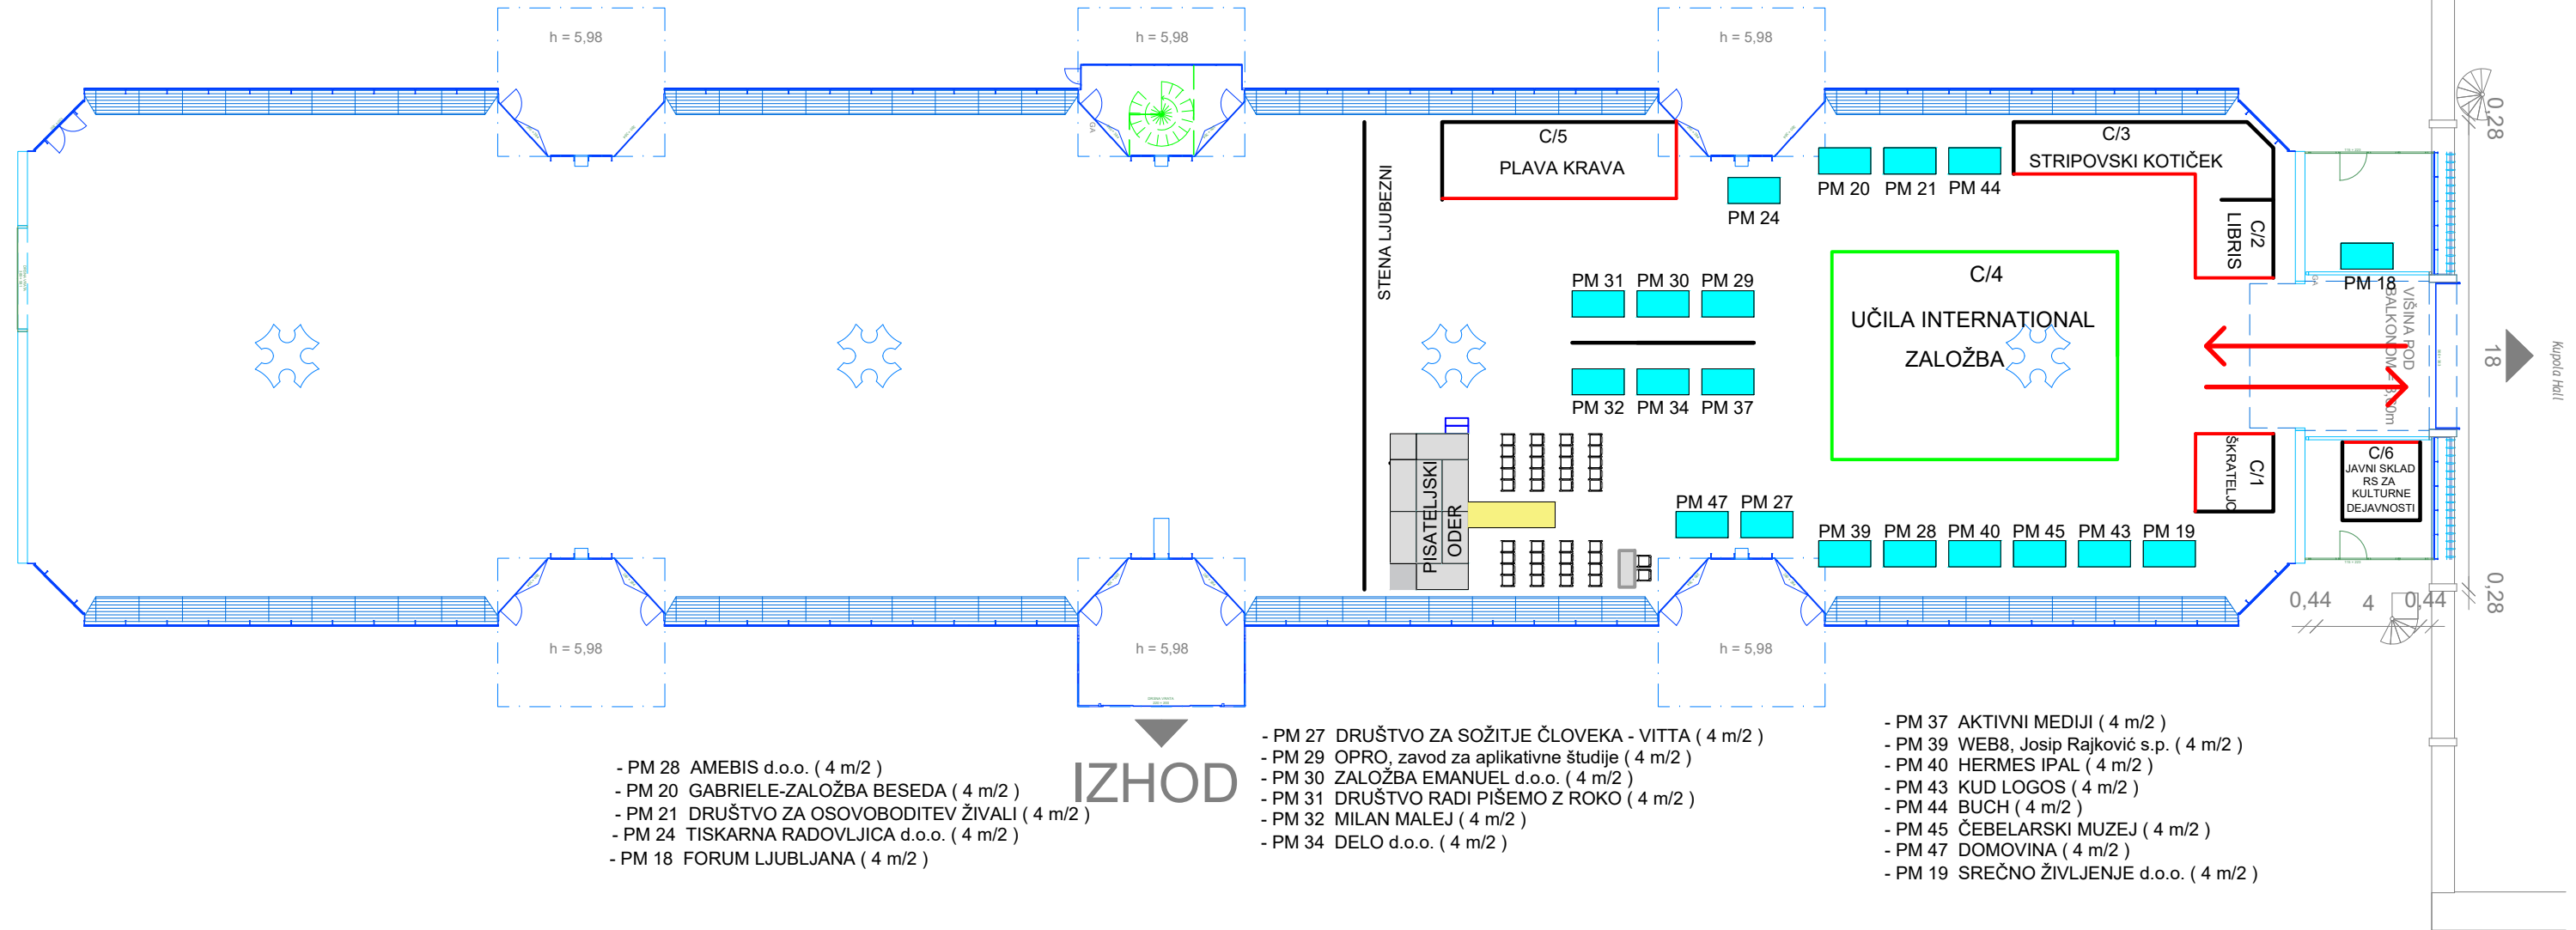 h = 5,98
h = 5,98
h = 5,98
0,28
C/5
PLAVA KRAVA
C/3
STRIPOVSKI KOTIČEK
PM 20
PM 21
PM 44
PM 24
STENA LJUBEZNI
C/2
LIBRIS
PM 18
GA
GA
PM 31
PM 30
PM 29
C/4
UČILA INTERNATIONAL
ZALOŽBA
VIŠINA POD
18
Kupola Hall
PM 32
PM 34
PM 37
PISATELJSKI
ODER
C/1
C/6
JAVNI SKLAD
RS ZA
KULTURNE
DEJAVNOSTI
PM 47
PM 27
PM 39
PM 28
PM 40
PM 45
PM 43
PM 19
0,28
0,44
4
0,44
h = 5,98
h = 5,98
h = 5,98
IZHOD
- PM 28 AMEBIS d.o.o. ( 4 m/2 )
- PM 20 GABRIELE-ZALOŽBA BESEDA ( 4 m/2 )
- PM 21 DRUŠTVO ZA OSOVOBODITEV ŽIVALI ( 4 m/2 )
- PM 24 TISKARNA RADOVLJICA d.o.o. ( 4 m/2 )
- PM 18 FORUM LJUBLJANA ( 4 m/2 )
- PM 27 DRUŠTVO ZA SOŽITJE ČLOVEKA - VITTA ( 4 m/2 )
- PM 29 OPRO, zavod za aplikativne študije ( 4 m/2 )
- PM 30 ZALOŽBA EMANUEL d.o.o. ( 4 m/2 )
- PM 31 DRUŠTVO RADI PIŠEMO Z ROKO ( 4 m/2 )
- PM 32 MILAN MALEJ ( 4 m/2 )
- PM 34 DELO d.o.o. ( 4 m/2 )
- PM 37 AKTIVNI MEDIJI ( 4 m/2 )
- PM 39 WEB8, Josip Rajković s.p. ( 4 m/2 )
- PM 40 HERMES IPAL ( 4 m/2 )
- PM 43 KUD LOGOS ( 4 m/2 )
- PM 44 BUCH ( 4 m/2 )
- PM 45 ČEBELARSKI MUZEJ ( 4 m/2 )
- PM 47 DOMOVINA ( 4 m/2 )
- PM 19 SREČNO ŽIVLJENJE d.o.o. ( 4 m/2 )